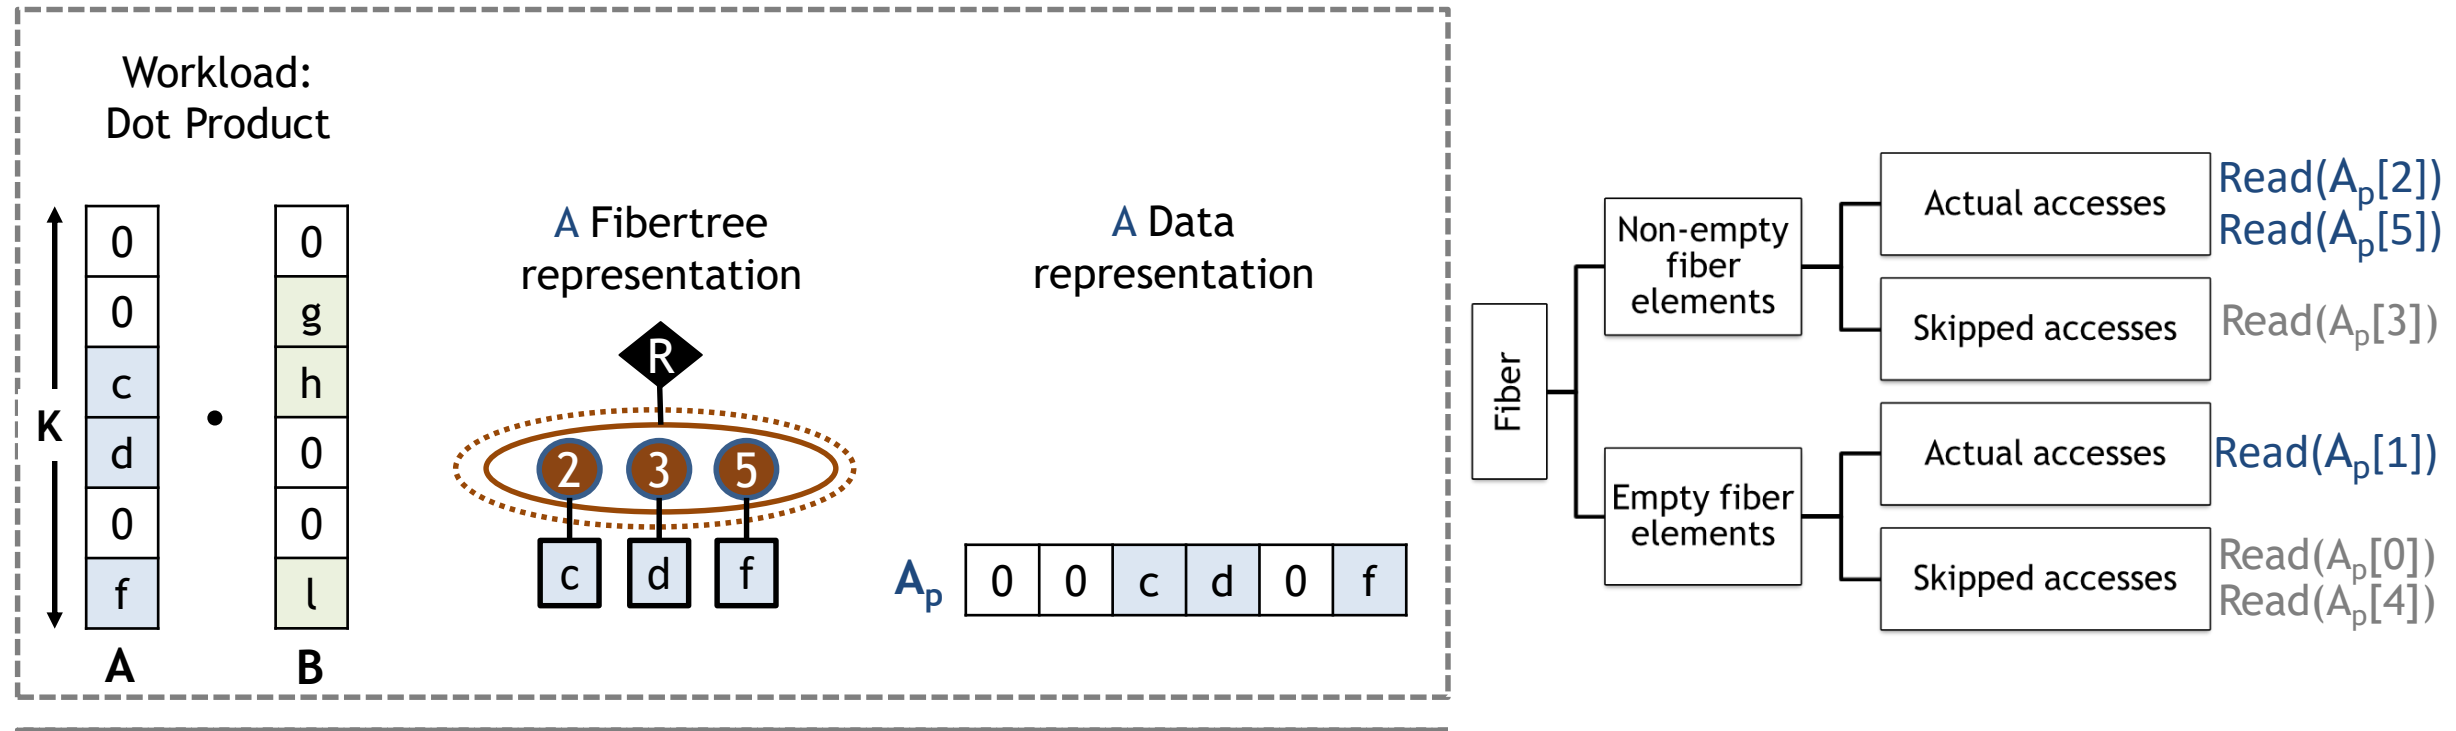 Workload:
Dot Product
K
0
0
c
d
0
f
A
•
0
g
h
0
0
l
B
A Fibertree
representation
R
2 3 5
c d f
A Data
representation
Ap 0 0 c d 0 f
Fiber
Non-empty
fiber
elements
Actual accesses
Read(Ap[2])
Read(Ap[5])
Skipped accesses
Read(Ap[3])
Empty fiber
elements
Actual accesses
Read(Ap[1])
Skipped accesses
Read(Ap[0])
Read(Ap[4])